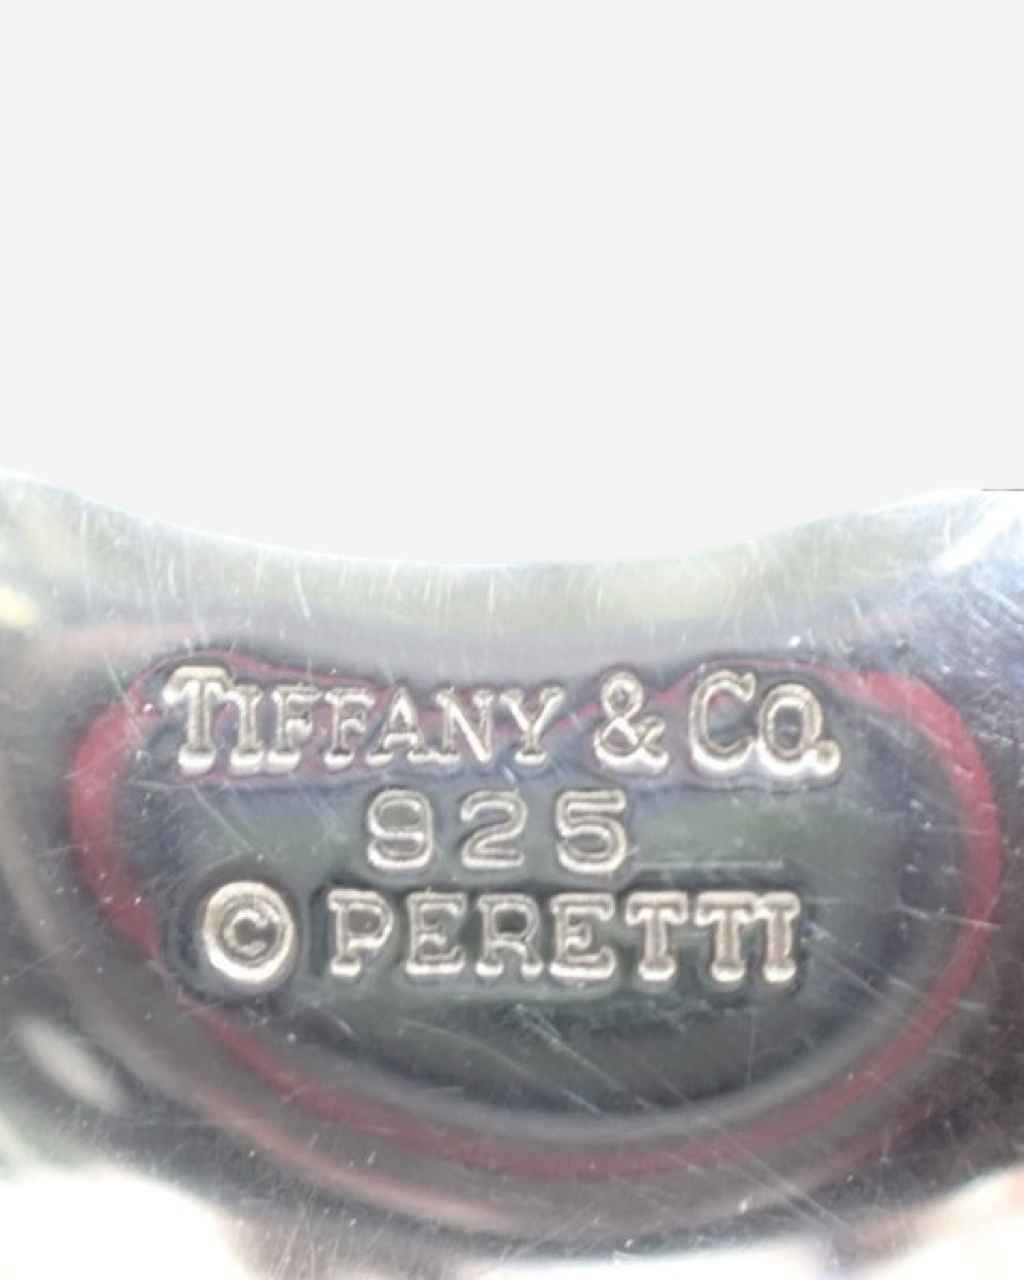 TIFFANY & CO.
925
© PERETTI